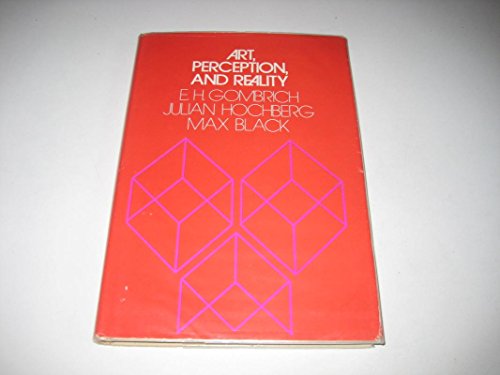 ART,
PERCEPTION,
AND REALITY
E. H. GOMBRICH
JULIAN HOCHBERG
MAX BLACK